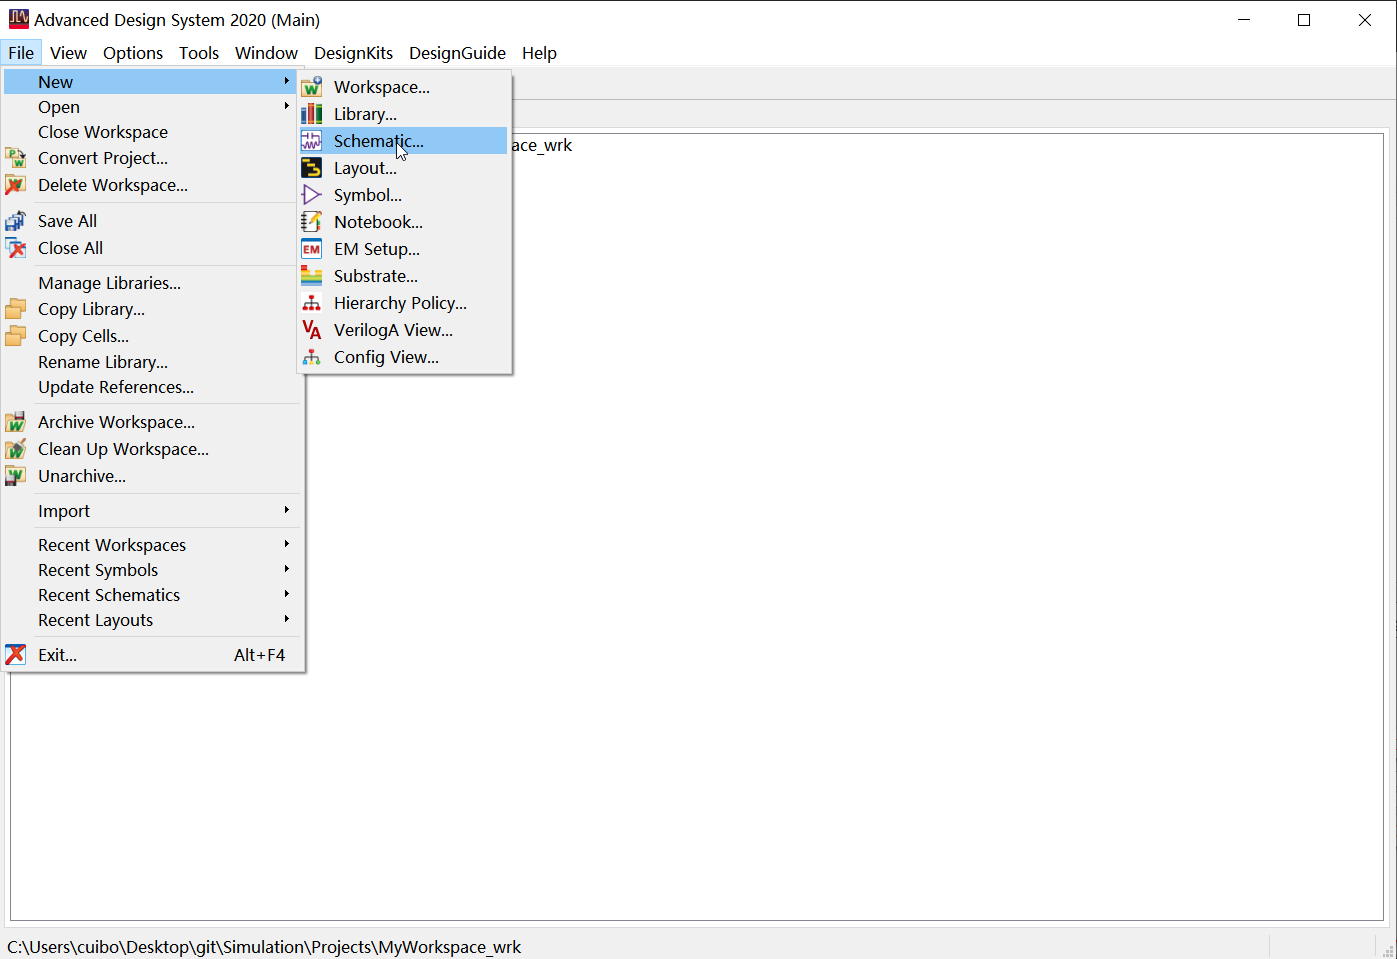 Advanced Design System 2020 (Main)
File View Options Tools Window DesignKits DesignGuide Help
New
Open
Close Workspace
Convert Project...
Delete Workspace...
Save All
Close All
Manage Libraries...
Copy Library...
Copy Cells...
Rename Library...
Update References...
Archive Workspace...
Clean Up Workspace...
Unarchive...
Import
Recent Workspaces
Recent Symbols
Recent Schematics
Recent Layouts
Exit... Alt+F4
Workspace...
Library...
Schematic...
Layout...
Symbol...
Notebook...
EM EM Setup...
Substrate...
Hierarchy Policy...
VA VerilogA View...
Config View...
ace_wrk
C:\Users\cuibo\Desktop\git\Simulation\Projects\MyWorkspace_wrk